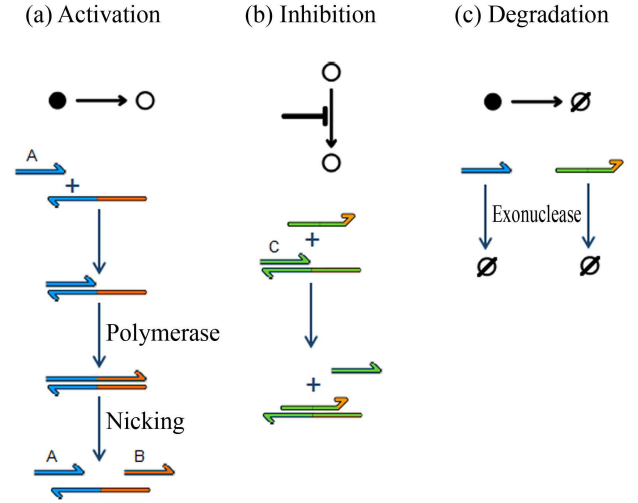 (a) Activation
(b) Inhibition
(c) Degradation
A
+
Polymerase
Nicking
A
B
+
C
+
Exonuclease